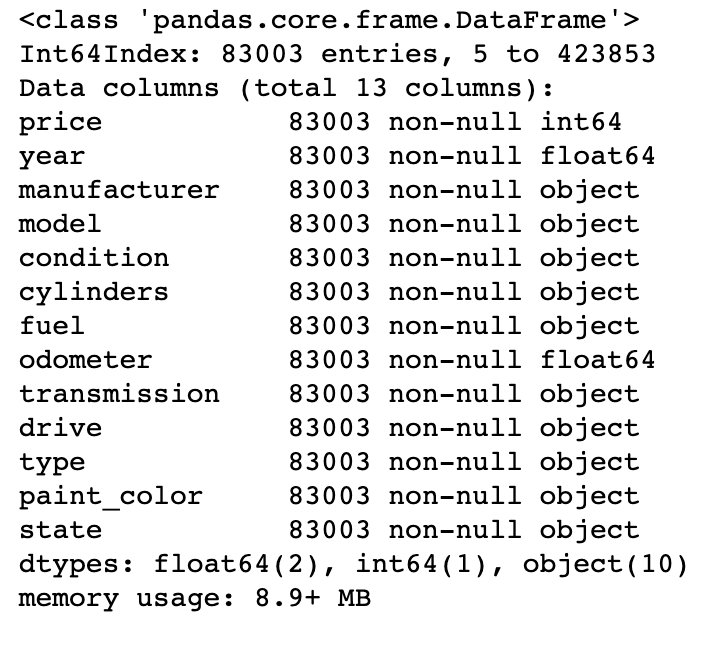 <class 'pandas.core.frame.DataFrame'>
Int64Index: 83003 entries, 5 to 423853
Data columns (total 13 columns):
price           83003 non-null int64
year            83003 non-null float64
manufacturer    83003 non-null object
model           83003 non-null object
condition       83003 non-null object
cylinders       83003 non-null object
fuel            83003 non-null object
odometer        83003 non-null float64
transmission    83003 non-null object
drive           83003 non-null object
type            83003 non-null object
paint_color     83003 non-null object
state           83003 non-null object
dtypes: float64(2), int64(1), object(10)
memory usage: 8.9+ MB